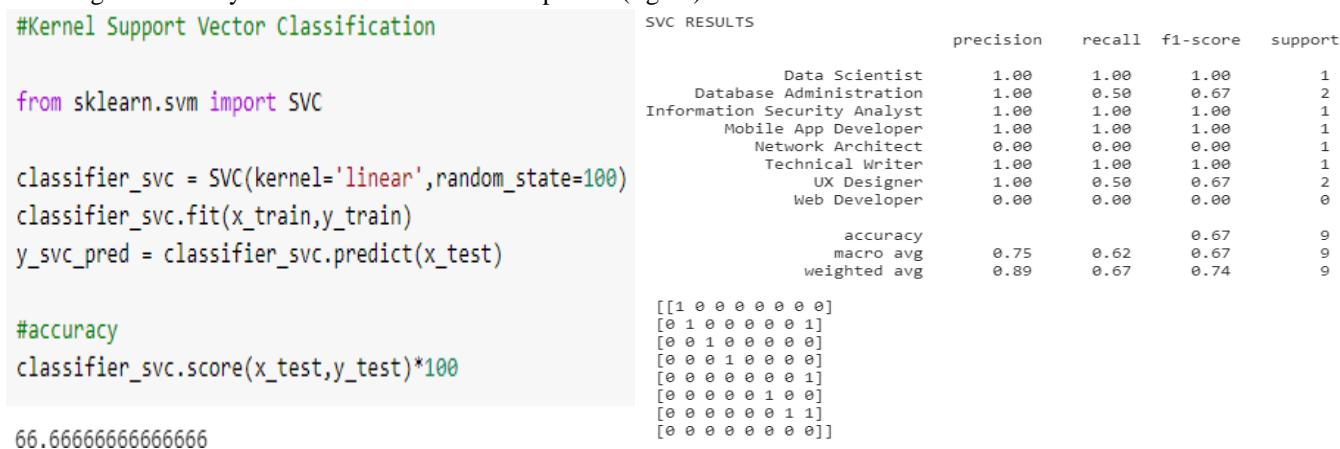 #Kernel Support Vector Classification
from sklearn.svm import SVC
classifier_svc = SVC(kernel='linear',random_state=100)
classifier_svc.fit(x_train,y_train)
y_svc_pred = classifier_svc.predict(x_test)
#accuracy
classifier_svc.score(x_test,y_test)*100
66.66666666666666
SVC RESULTS
precision recall f1-score support
Data Scientist 1.00 1.00 1.00 1
Database Administration 1.00 0.50 0.67 2
Information Security Analyst 1.00 1.00 1.00 1
Mobile App Developer 1.00 1.00 1.00 1
Network Architect 0.00 0.00 0.00 1
Technical Writer 1.00 1.00 1.00 1
UX Designer 1.00 0.50 0.67 2
Web Developer 0.00 0.00 0.00 0
accuracy 0.67 9
macro avg 0.75 0.62 0.67 9
weighted avg 0.89 0.67 0.74 9
[[1 0 0 0 0 0 0 0]
[0 1 0 0 0 0 0 1]
[0 0 1 0 0 0 0 0]
[0 0 0 1 0 0 0 0]
[0 0 0 0 0 0 0 1]
[0 0 0 0 0 1 0 0]
[0 0 0 0 0 0 1 1]
[0 0 0 0 0 0 0 0]]